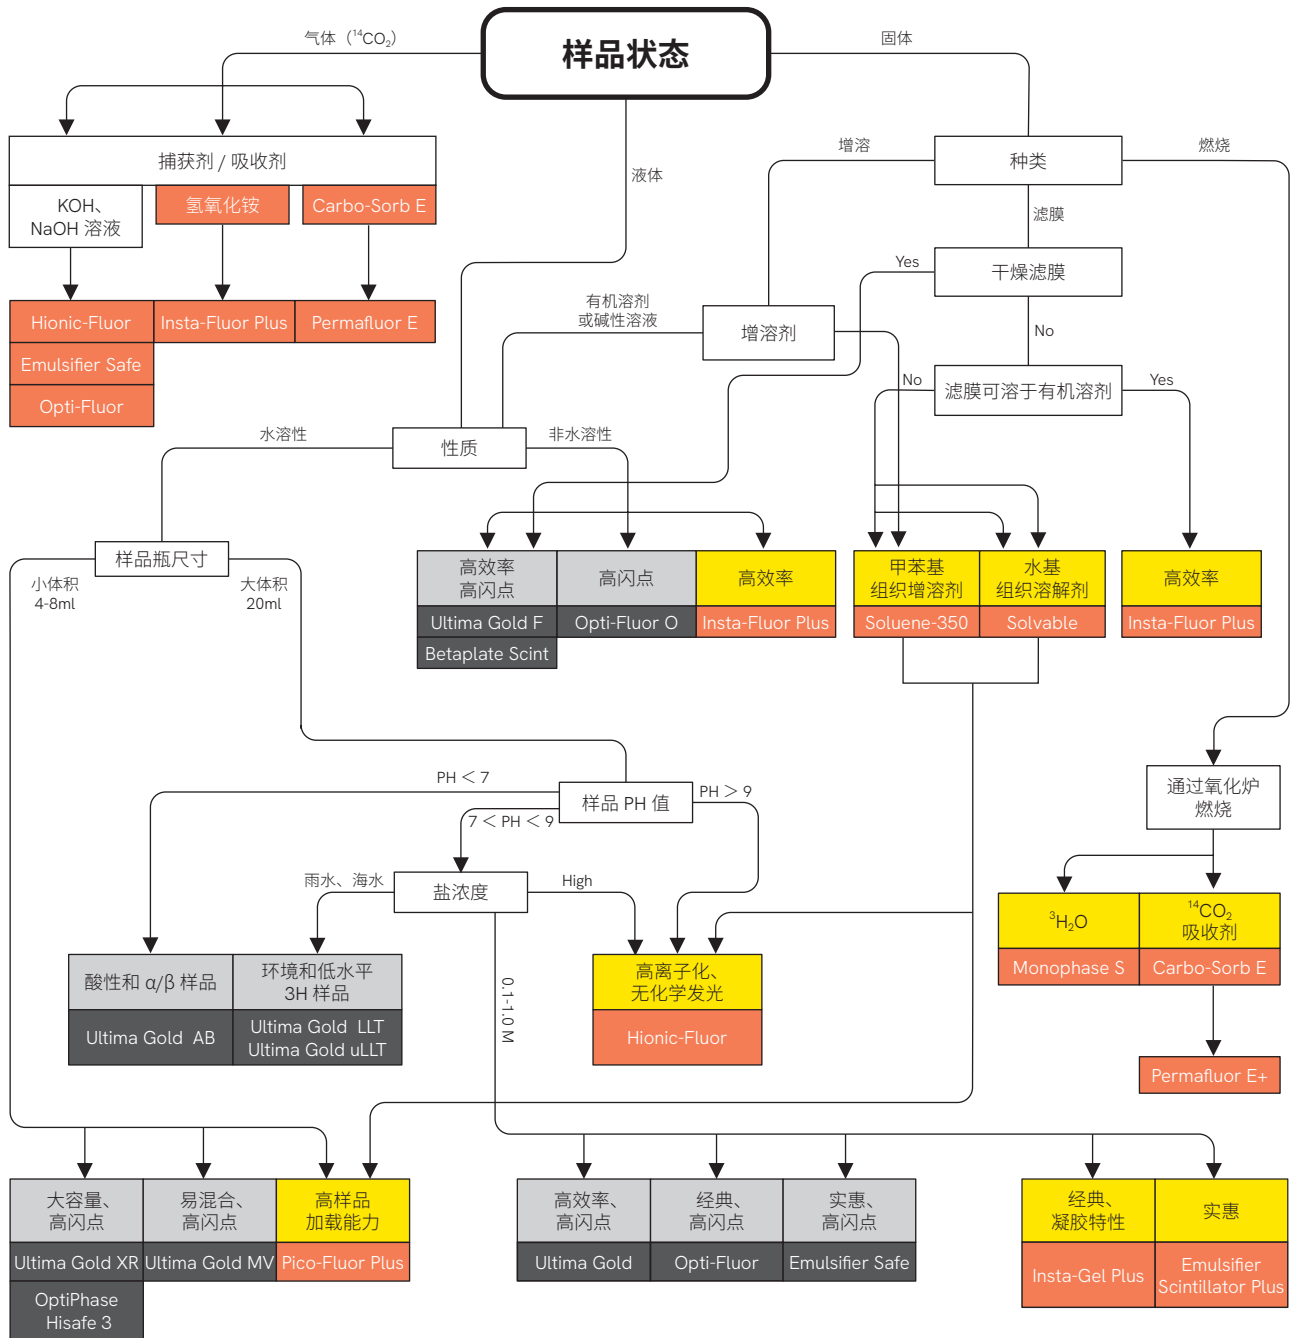 样品状态
气体（¹⁴CO₂）
固体
液体
捕获剂 / 吸收剂
KOH、
NaOH 溶液
氢氧化铵
Carbo-Sorb E
Hionic-Fluor
Insta-Fluor Plus
Permafluor E
Emulsifier Safe
Opti-Fluor
增溶
种类
燃烧
滤膜
Yes
干燥滤膜
No
有机溶剂
或碱性溶液
增溶剂
No
滤膜可溶于有机溶剂
Yes
水溶性
性质
非水溶性
样品瓶尺寸
小体积
4-8ml
大体积
20ml
高效率
高闪点
高闪点
高效率
Ultima Gold F
Opti-Fluor O
Insta-Fluor Plus
Betaplate Scint
甲苯基
组织增溶剂
水基
组织溶解剂
Soluene-350
Solvable
高效率
Insta-Fluor Plus
PH < 7
样品 PH 值
PH > 9
7 < PH < 9
通过氧化炉
燃烧
雨水、海水
盐浓度
High
0.1-1.0 M
³H₂O
¹⁴CO₂
吸收剂
Monophase S
Carbo-Sorb E
Permafluor E+
酸性和 α/β 样品
环境和低水平
3H 样品
Ultima Gold AB
Ultima Gold LLT
Ultima Gold uLLT
高离子化、
无化学发光
Hionic-Fluor
大容量、
高闪点
易混合、
高闪点
高样品
加载能力
Ultima Gold XR
Ultima Gold MV
Pico-Fluor Plus
OptiPhase
Hisafe 3
高效率、
高闪点
经典、
高闪点
实惠、
高闪点
Ultima Gold
Opti-Fluor
Emulsifier Safe
经典、
凝胶特性
实惠
Insta-Gel Plus
Emulsifier
Scintillator Plus